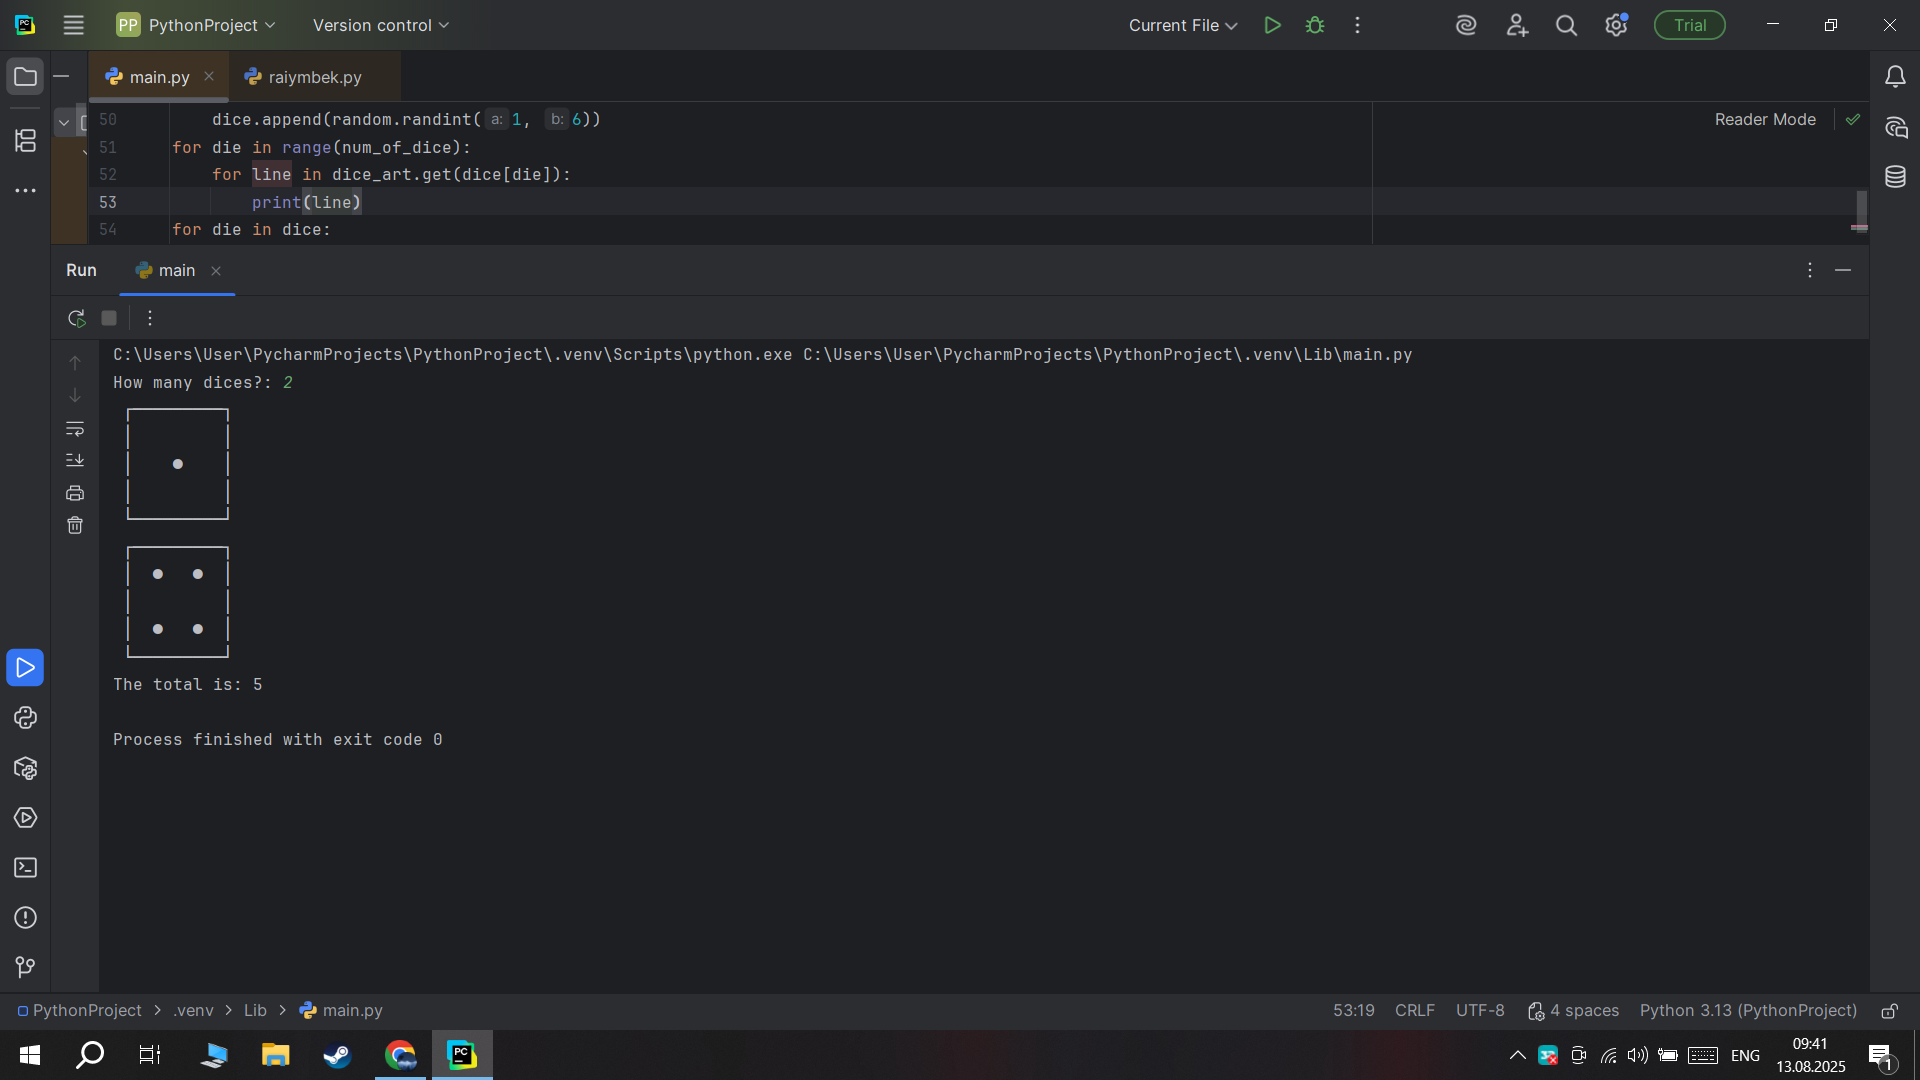 PP PythonProject Version control Current File Trial
main.py raiymbek.py
50 dice.append(random.randint( a: 1, b: 6)) Reader Mode
51 for die in range(num_of_dice):
52 for line in dice_art.get(dice[die]):
53 print(line)
54 for die in dice:
Run main
C:\Users\User\PycharmProjects\PythonProject\.venv\Scripts\python.exe C:\Users\User\PycharmProjects\PythonProject\.venv\Lib\main.py
How many dices?: 2
The total is: 5
Process finished with exit code 0
PythonProject > .venv > Lib > main.py 53:19 CRLF UTF-8 4 spaces Python 3.13 (PythonProject)
ENG
09:41
13.08.2025
1